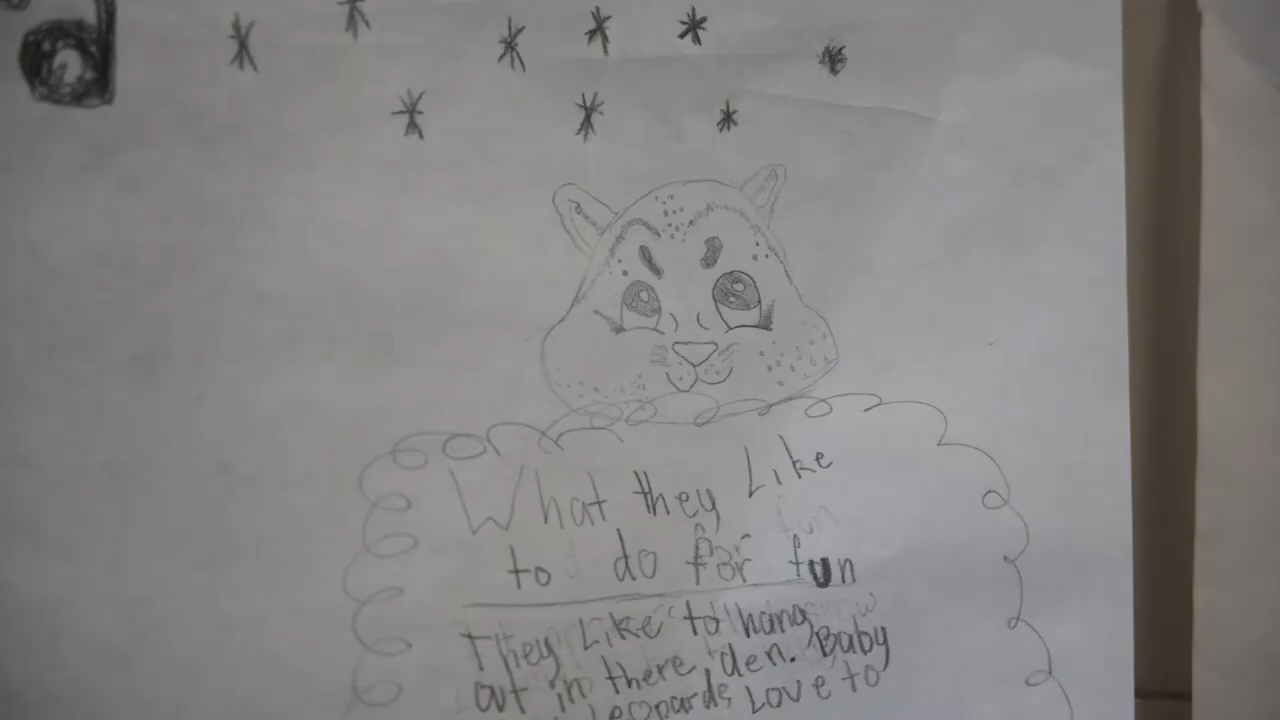 d
What they Like
to do for fun
They Like to hang
out in there den. Baby
Leopards Love to